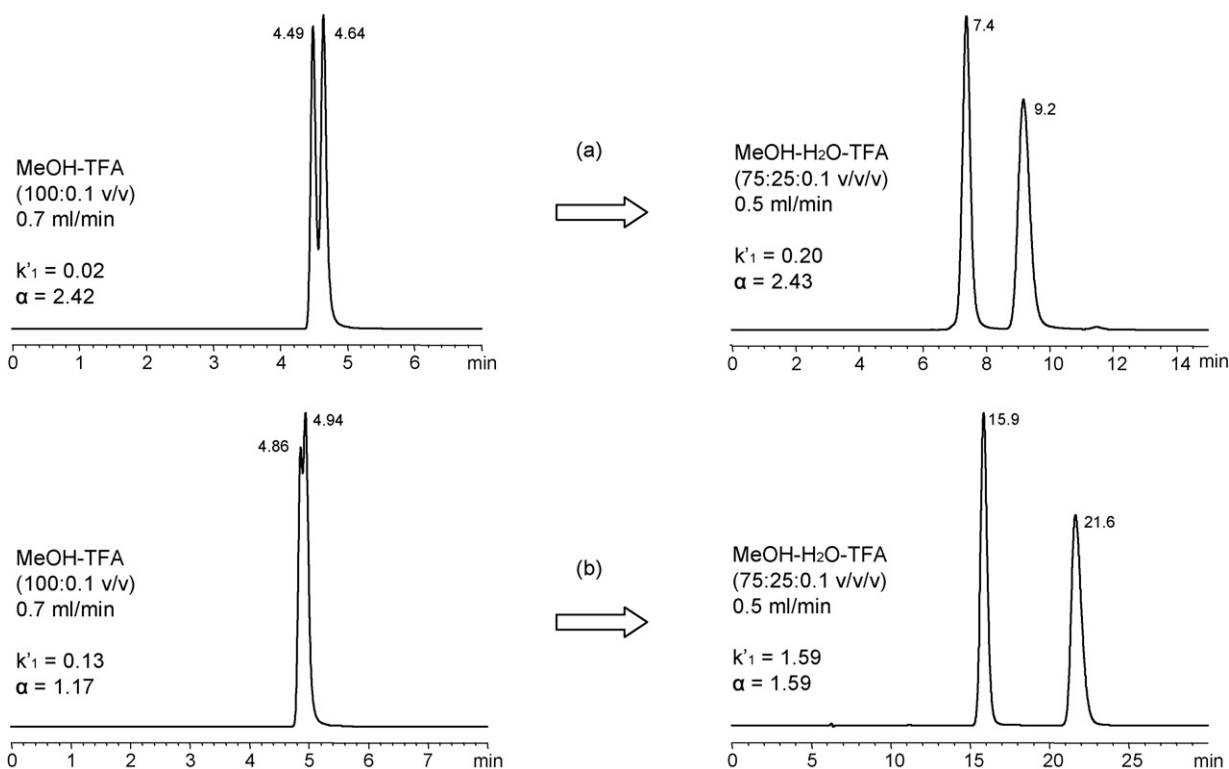 4.49 4.64
MeOH-TFA
(100:0.1 v/v)
0.7 ml/min
k'₁ = 0.02
α = 2.42
0 1 2 3 4 5 6 min
(a)
7.4
9.2
MeOH-H₂O-TFA
(75:25:0.1 v/v/v)
0.5 ml/min
k'₁ = 0.20
α = 2.43
0 2 4 6 8 10 12 14 min
4.86 4.94
MeOH-TFA
(100:0.1 v/v)
0.7 ml/min
k'₁ = 0.13
α = 1.17
0 1 2 3 4 5 6 7 min
(b)
15.9
21.6
MeOH-H₂O-TFA
(75:25:0.1 v/v/v)
0.5 ml/min
k'₁ = 1.59
α = 1.59
0 5 10 15 20 25 min